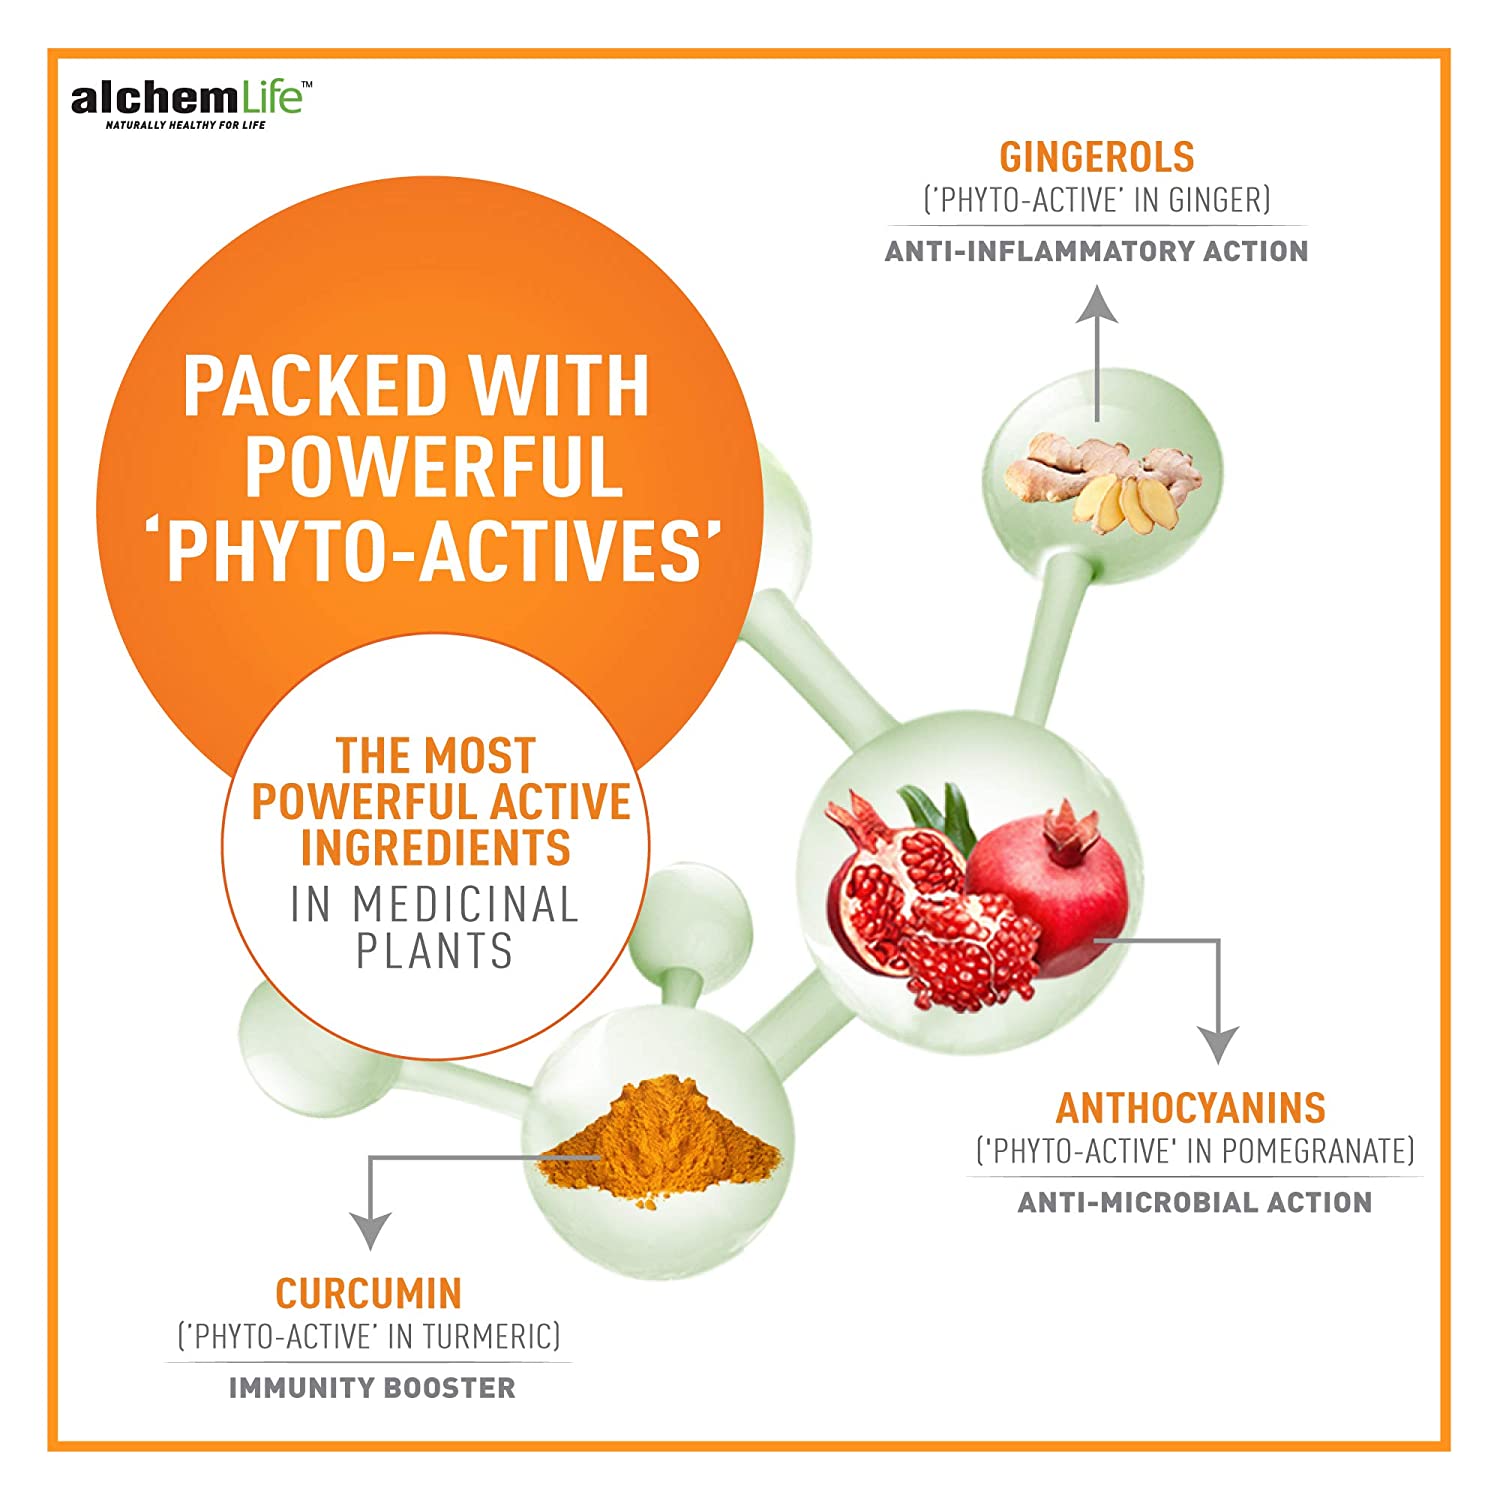 alchemLife™
NATURALLY HEALTHY FOR LIFE
GINGEROLS
('PHYTO-ACTIVE' IN GINGER)
ANTI-INFLAMMATORY ACTION
PACKED WITH
POWERFUL
‘PHYTO-ACTIVES’
THE MOST
POWERFUL ACTIVE
INGREDIENTS
IN MEDICINAL
PLANTS
ANTHOCYANINS
('PHYTO-ACTIVE' IN POMEGRANATE)
ANTI-MICROBIAL ACTION
CURCUMIN
('PHYTO-ACTIVE' IN TURMERIC)
IMMUNITY BOOSTER